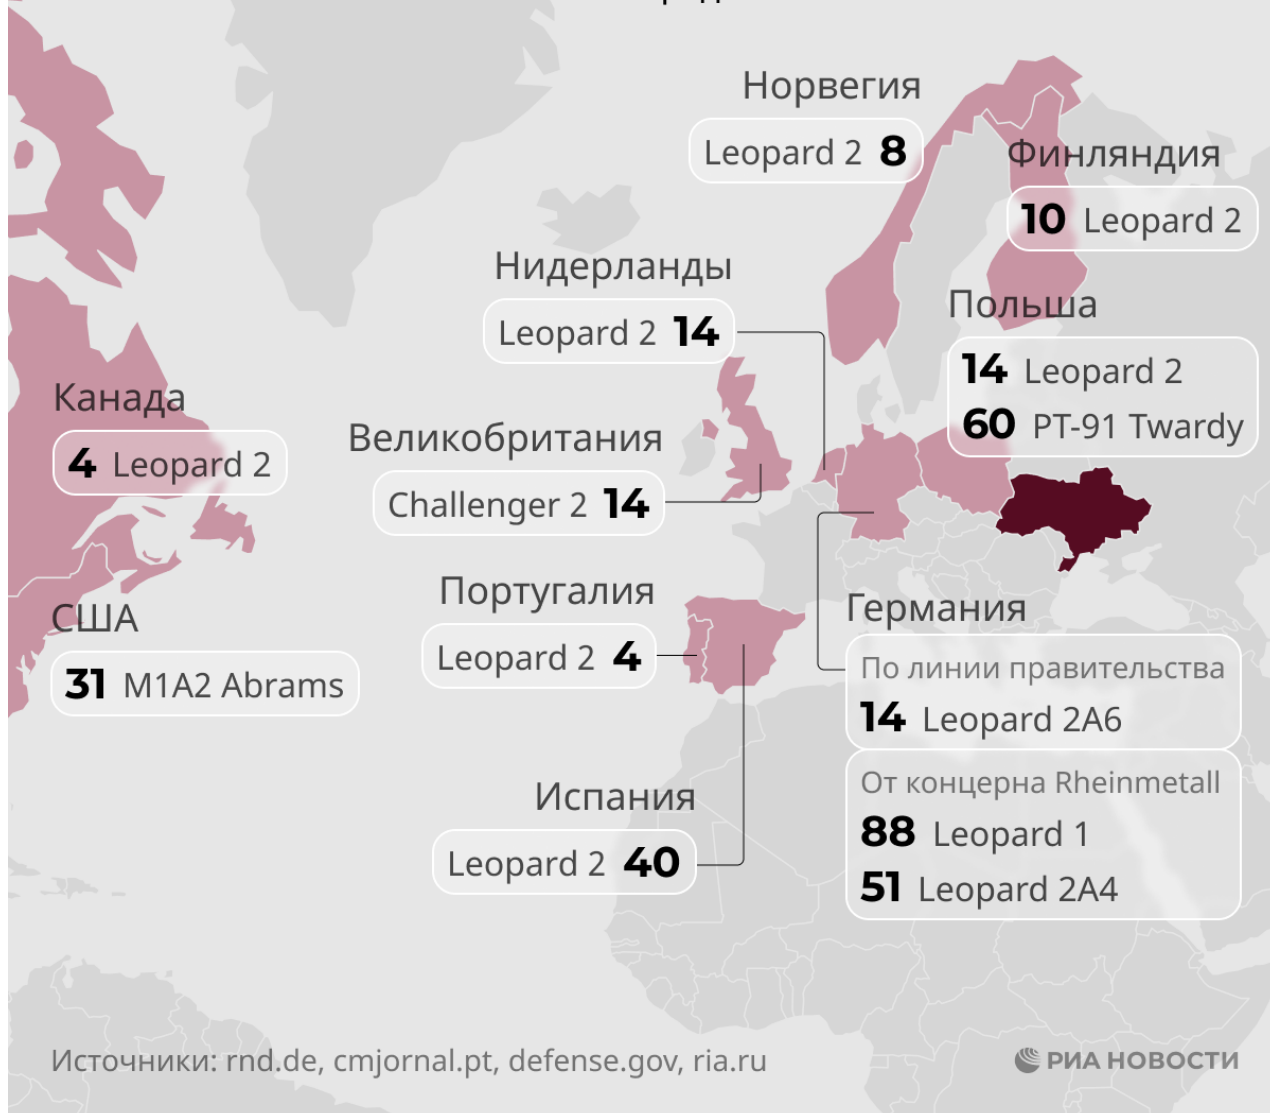 Норвегия
Leopard 2 8
Финляндия
10 Leopard 2
Нидерланды
Leopard 2 14
Польша
14 Leopard 2
60 PT-91 Twardy
Канада
4 Leopard 2
Великобритания
Challenger 2 14
Португалия
Leopard 2 4
США
31 M1A2 Abrams
Германия
По линии правительства
14 Leopard 2A6
От концерна Rheinmetall
88 Leopard 1
51 Leopard 2A4
Испания
Leopard 2 40
Источники: rnd.de, cmjornal.pt, defense.gov, ria.ru
РИА НОВОСТИ